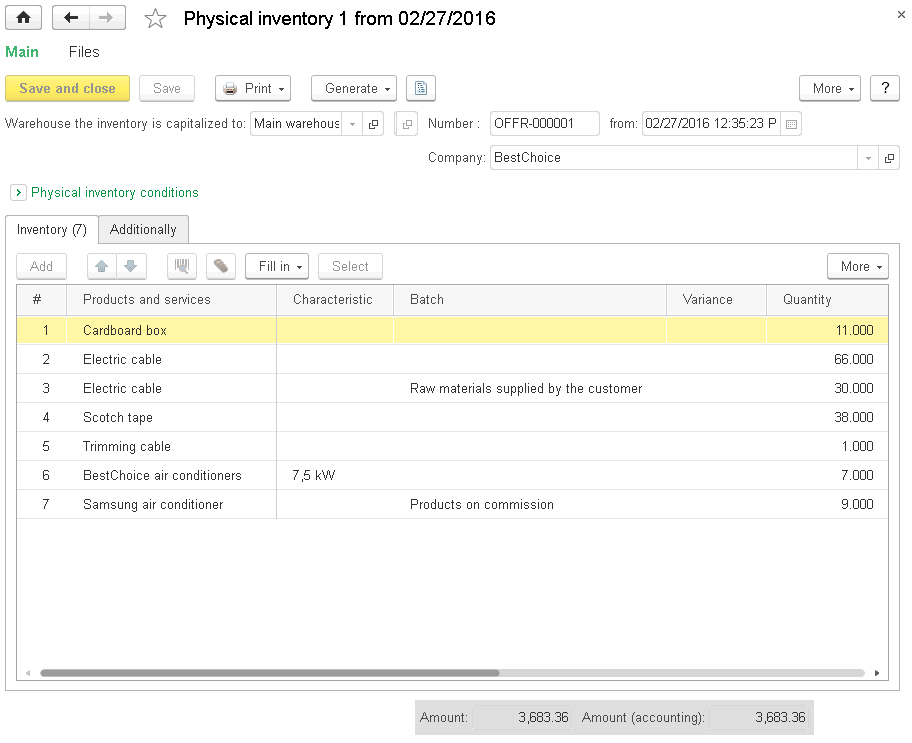 Physical inventory 1 from 02/27/2016
Main Files
Save and close Save Print Generate More ?
Warehouse the inventory is capitalized to: Main warehous Number : OFFR-000001 from: 02/27/2016 12:35:23 P
Company: BestChoice
Physical inventory conditions
Inventory (7) Additionally
Add Fill in Select More
# Products and services Characteristic Batch Variance Quantity
1 Cardboard box 11.000
2 Electric cable 66.000
3 Electric cable Raw materials supplied by the customer 30.000
4 Scotch tape 38.000
5 Trimming cable 1.000
6 BestChoice air conditioners 7,5 kW 7.000
7 Samsung air conditioner Products on commission 9.000
Amount: 3,683.36 Amount (accounting): 3,683.36